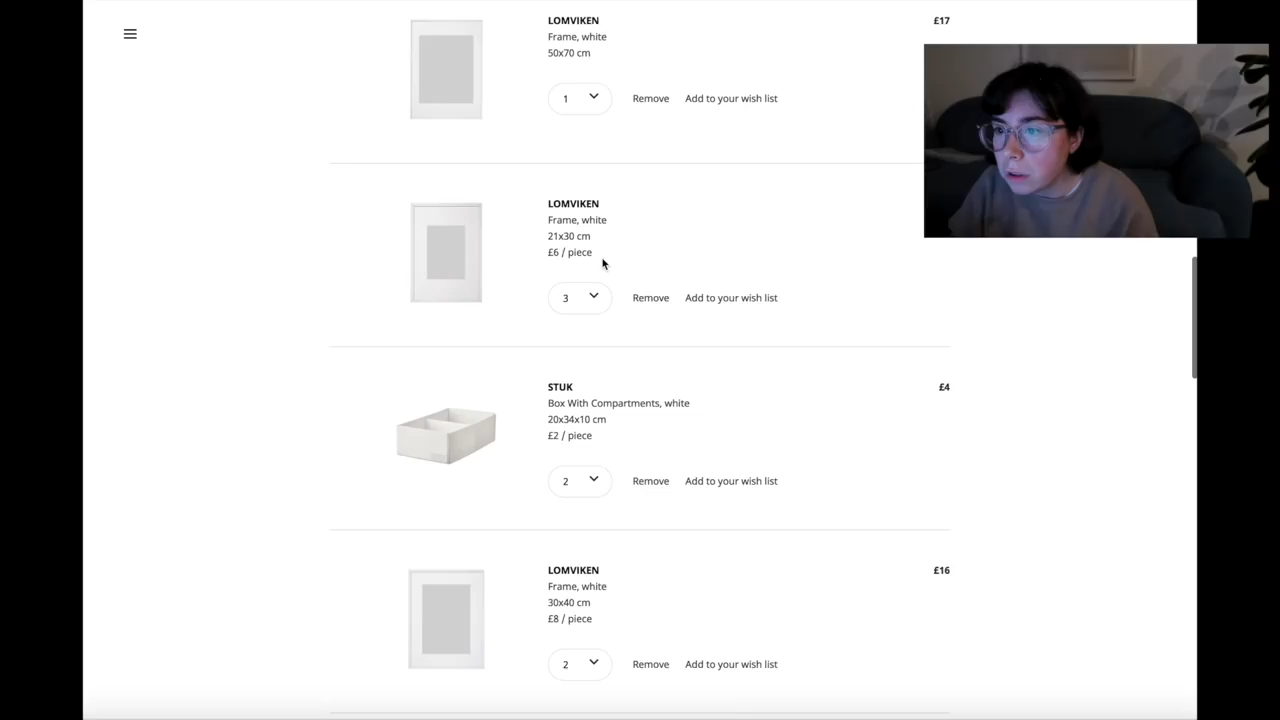 LOMVIKEN £17
Frame, white
50x70 cm
1 Remove Add to your wish list
LOMVIKEN
Frame, white
21x30 cm
£6 / piece
3 Remove Add to your wish list
STUK £4
Box With Compartments, white
20x34x10 cm
£2 / piece
2 Remove Add to your wish list
LOMVIKEN £16
Frame, white
30x40 cm
£8 / piece
2 Remove Add to your wish list